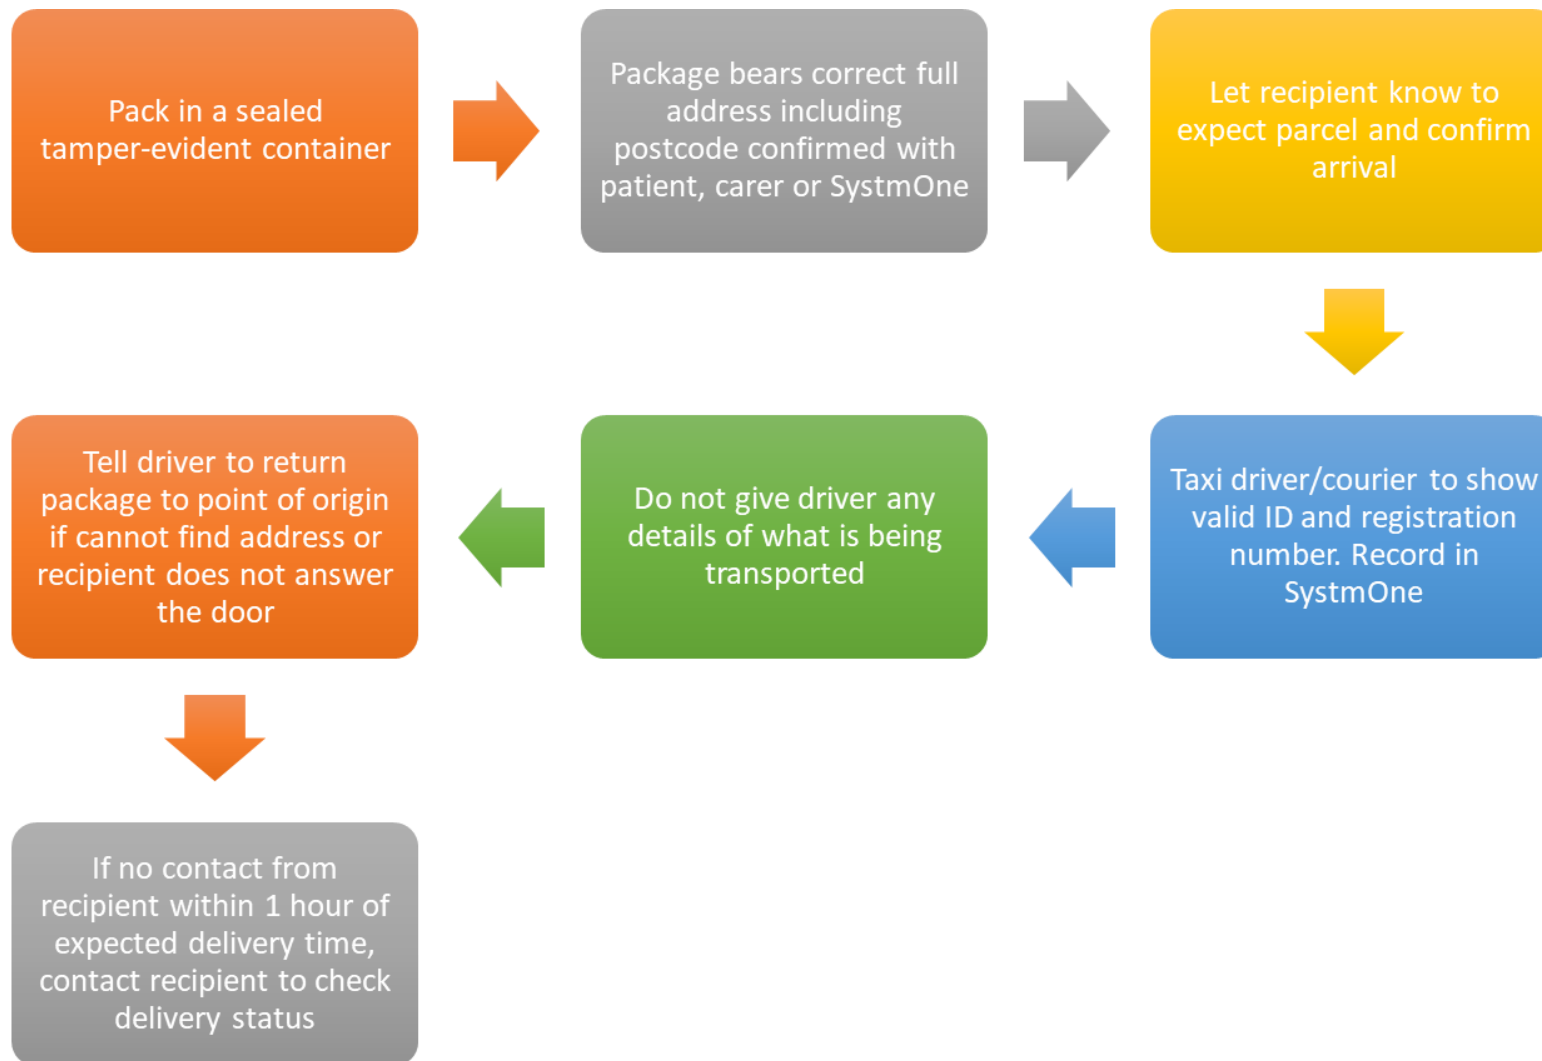 Pack in a sealed
tamper-evident container
Package bears correct full
address including
postcode confirmed with
patient, carer or SystmOne
Let recipient know to
expect parcel and confirm
arrival
Taxi driver/courier to show
valid ID and registration
number. Record in
SystmOne
Do not give driver any
details of what is being
transported
Tell driver to return
package to point of origin
if cannot find address or
recipient does not answer
the door
If no contact from
recipient within 1 hour of
expected delivery time,
contact recipient to check
delivery status